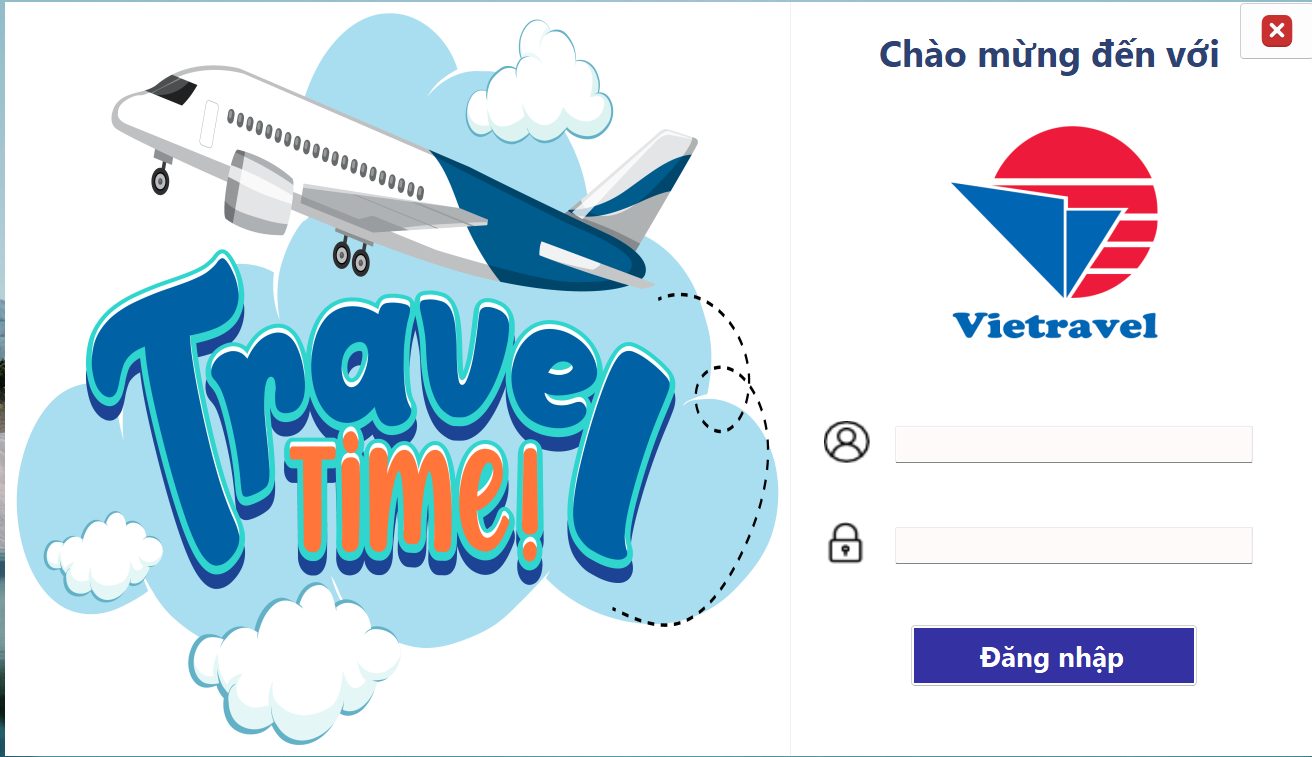 Travel
Time!
Chào mừng đến với
Vietravel
Đăng nhập